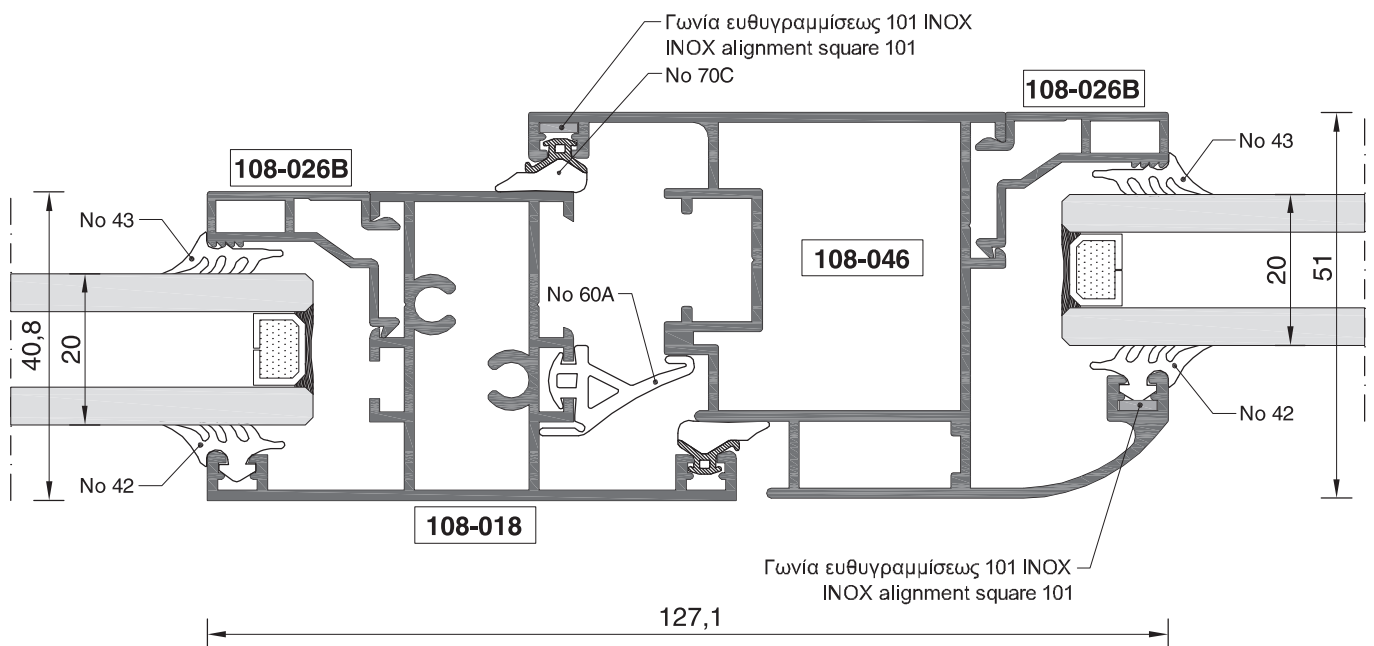 Γωνία ευθυγραμμίσεως 101 INOX
INOX alignment square 101
No 70C
108-026B
108-026B
No 43
No 43
108-046
No 60A
40,8
20
20
51
No 42
No 42
108-018
Γωνία ευθυγραμμίσεως 101 INOX
INOX alignment square 101
127,1